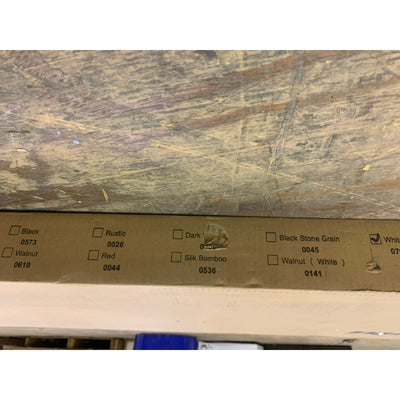 Black
0573
Rustic
0026
Dark
Black Stone Grain
0045
Walnut
0619
Red
0044
Slik Bamboo
0536
Walnut ( White )
0141